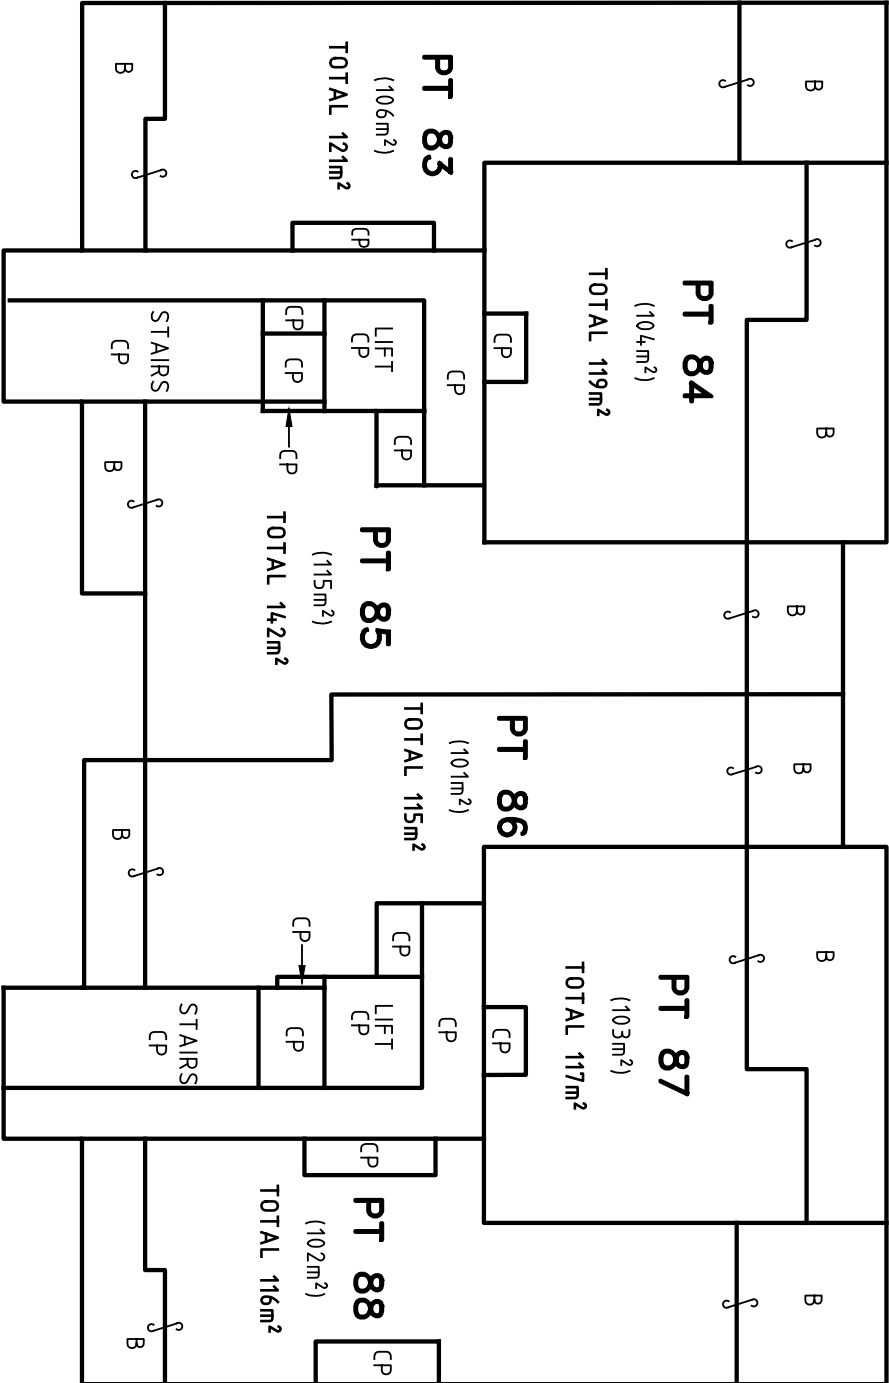 B
B
B
B
B
B
PT 84
(104m²)
TOTAL 119m²
PT 87
(103m²)
TOTAL 117m²
PT 86
(101m²)
TOTAL 115m²
CP
CP
PT 83
(106m²)
TOTAL 121m²
CP
CP
CP
CP
LIFT
CP
LIFT
CP
CP
CP
CP
PT 85
(115m²)
TOTAL 142m²
PT 88
(102m²)
TOTAL 116m²
CP
CP
CP
CP
CP
STAIRS
CP
STAIRS
CP
B
B
B
B